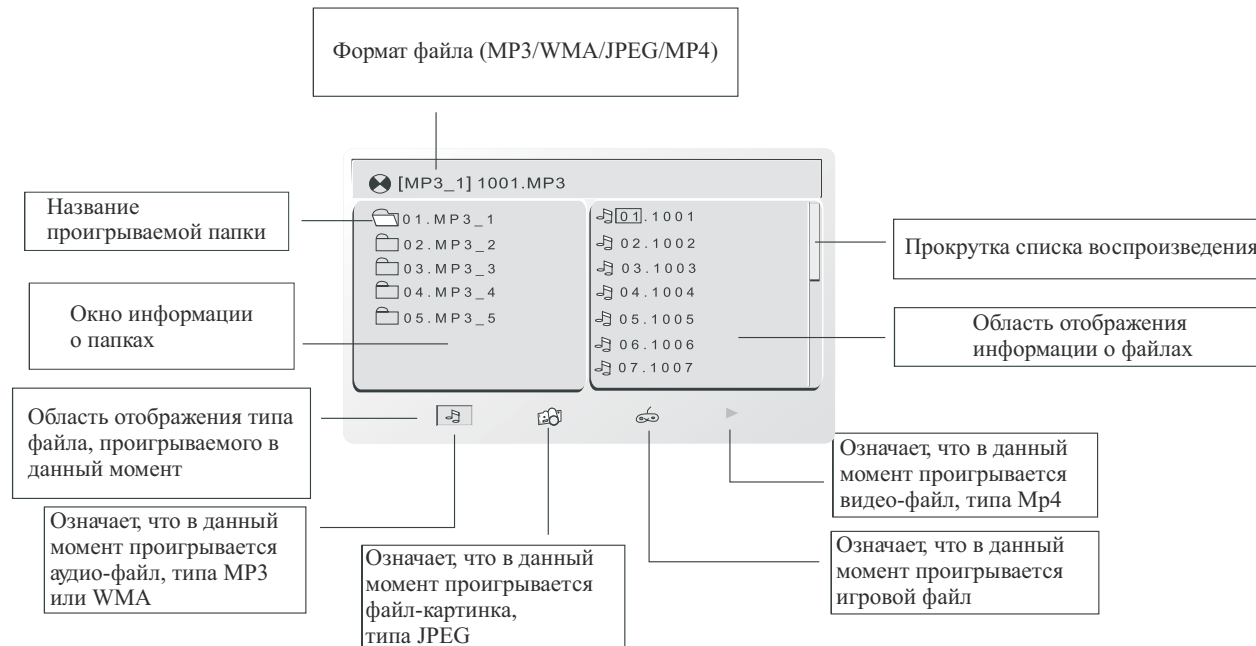 Формат файла (MP3/WMA/JPEG/MP4)
[MP3_1] 1001.MP3
Название
проигрываемой папки
01.MP3_1
02.MP3_2
03.MP3_3
04.MP3_4
05.MP3_5
01.1001
02.1002
03.1003
04.1004
05.1005
06.1006
07.1007
Прокрутка списка воспроизведения
Окно информации
о папках
Область отображения
информации о файлах
Область отображения типа
файла, проигрываемого в
данный момент
Означает, что в данный
момент проигрывается
видео-файл, типа Mp4
Означает, что в данный
момент проигрывается
аудио-файл, типа MP3
или WMA
Означает, что в данный
момент проигрывается
файл-картинка,
типа JPEG
Означает, что в данный
момент проигрывается
игровой файл